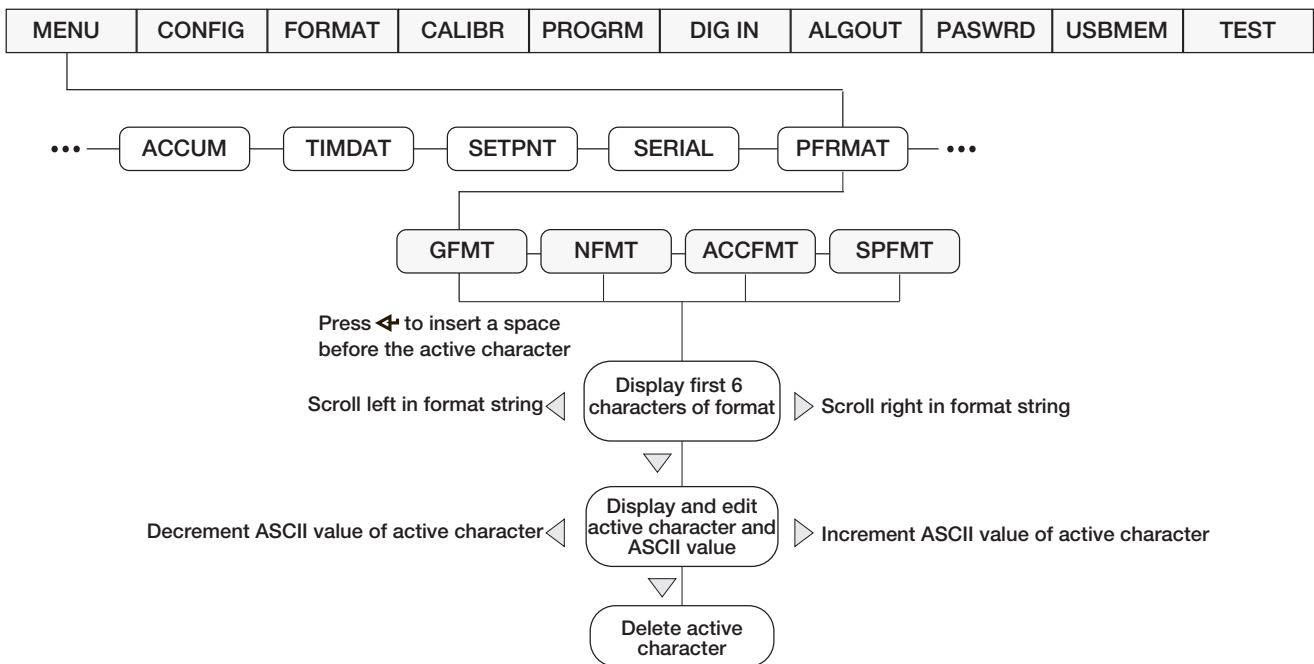 MENU CONFIG FORMAT CALIBR PROGRM DIG IN ALGOUT PASWRD USBMEM TEST
••• ACCUM TIMDAT SETPNT SERIAL PFRMAT •••
GFMT NFMT ACCFMT SPFMT
Press ↵ to insert a space
before the active character
Display first 6
characters of format
Scroll left in format string
Scroll right in format string
Display and edit
active character and
ASCII value
Decrement ASCII value of active character
Increment ASCII value of active character
Delete active
character